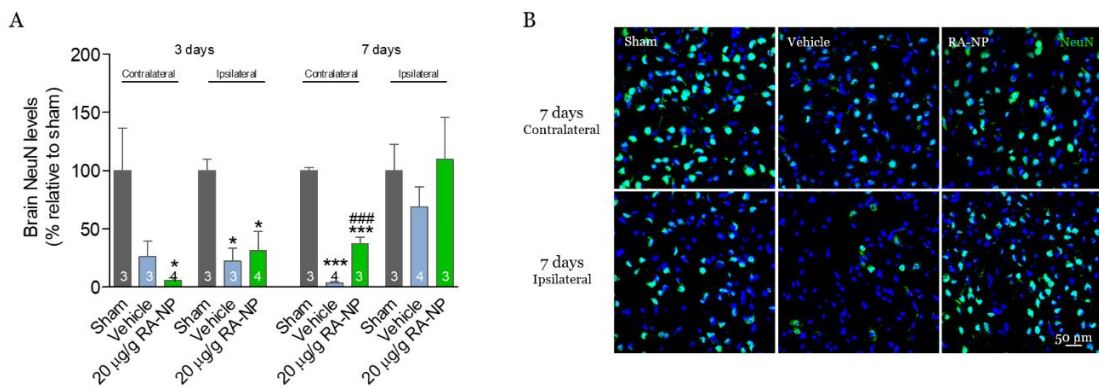 A
3 days
7 days
Contralateral
Ipsilateral
Contralateral
Ipsilateral
Brain NeuN levels
(% relative to sham)
200
150
100
50
0
*
*
*
***
###
***
3
3
4
3
3
4
3
4
3
3
4
3
Sham
Vehicle
20 µg/g RA-NP
Sham
Vehicle
20 µg/g RA-NP
Sham
Vehicle
20 µg/g RA-NP
Sham
Vehicle
20 µg/g RA-NP
B
Sham
Vehicle
RA-NP
NeuN
7 days
Contralateral
7 days
Ipsilateral
50 nm